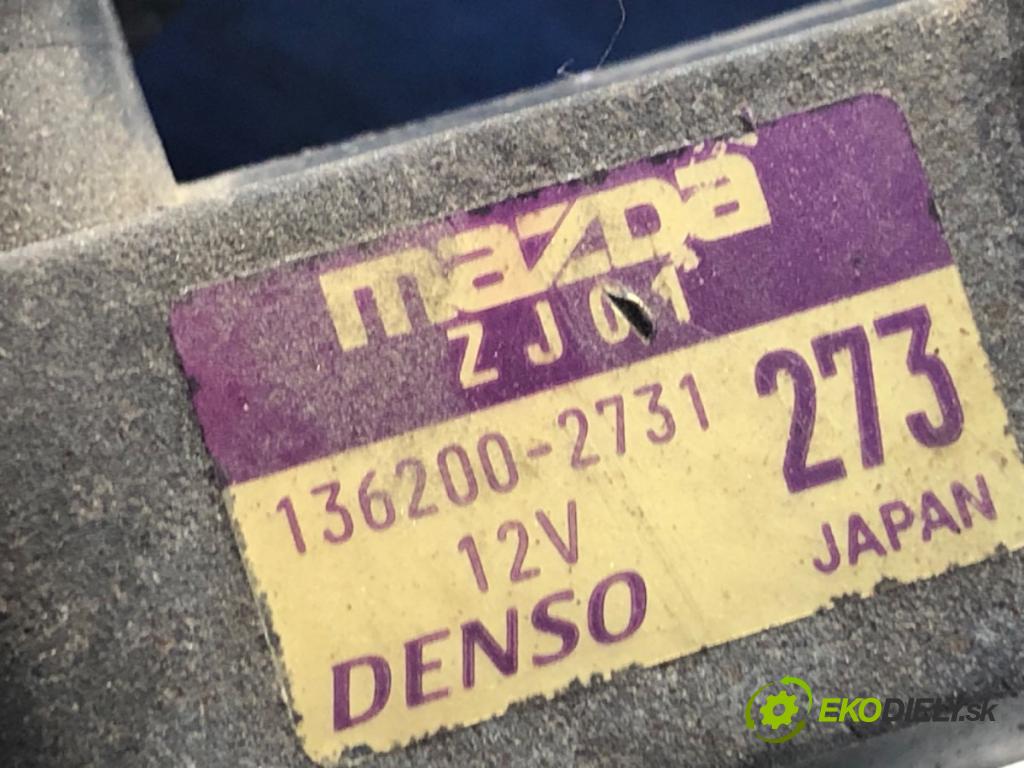 mazda
ZJ01
136200-2731
273
12V
JAPAN
DENSO
EKODIELY.sk